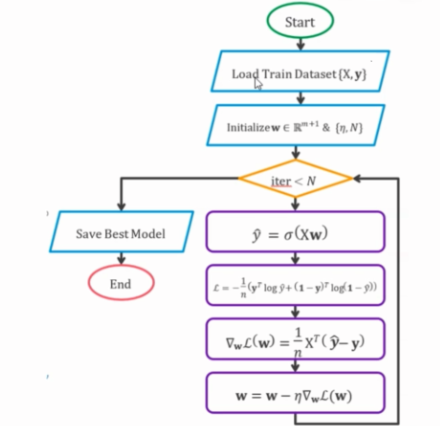 Start
Load Train Dataset {X, y}
Initialize w ∈ ℝᵐ⁺¹ & {η, N}
iter < N
Save Best Model
End
ŷ = σ(Xw)
ℒ = −1/n (yᵀ log ŷ + (1 − y)ᵀ log(1 − ŷ))
∇wℒ(w) = 1/n Xᵀ(ŷ − y)
w = w − η∇wℒ(w)